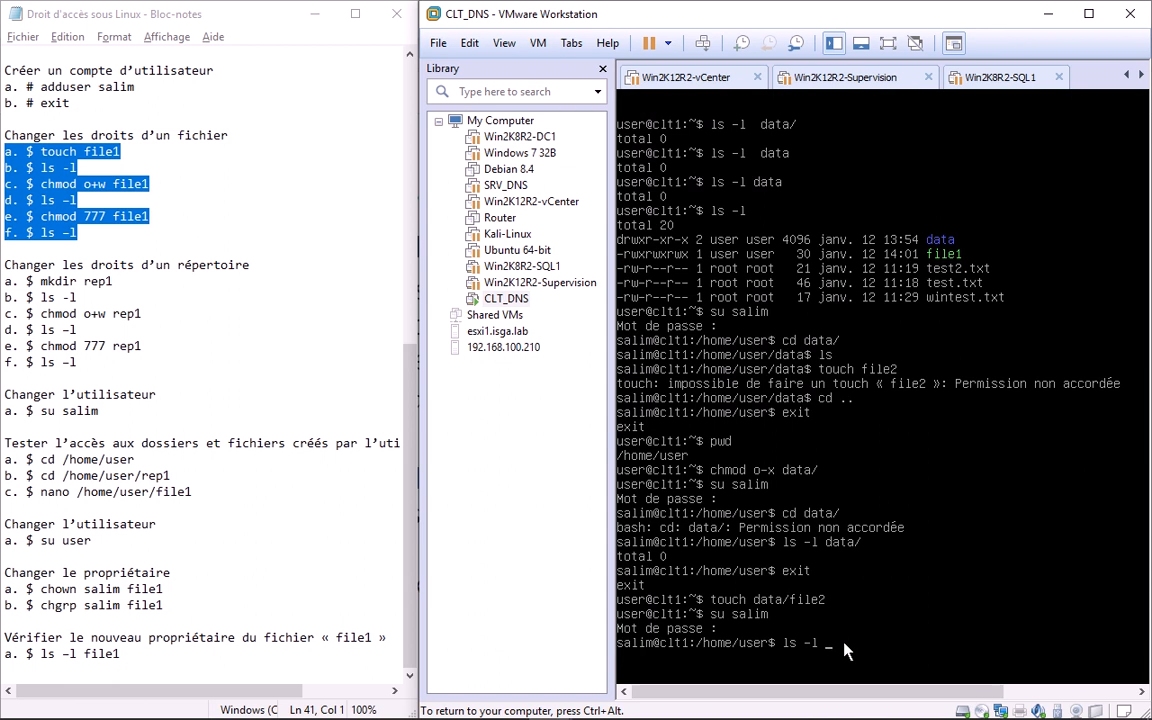 Droit d'accès sous Linux - Bloc-notes
Fichier Edition Format Affichage Aide
Créer un compte d’utilisateur
a. # adduser salim
b. # exit
Changer les droits d’un fichier
a. $ touch file1
b. $ ls -l
c. $ chmod o+w file1
d. $ ls -l
e. $ chmod 777 file1
f. $ ls -l
Changer les droits d’un répertoire
a. $ mkdir rep1
b. $ ls -l
c. $ chmod o+w rep1
d. $ ls –l
e. $ chmod 777 rep1
f. $ ls –l
Changer l’utilisateur
a. $ su salim
Tester l’accès aux dossiers et fichiers créés par l’uti
a. $ cd /home/user
b. $ cd /home/user/rep1
c. $ nano /home/user/file1
Changer l’utilisateur
a. $ su user
Changer le propriétaire
a. $ chown salim file1
b. $ chgrp salim file1
Vérifier le nouveau propriétaire du fichier « file1 »
a. $ ls –l file1
Windows (C Ln 41, Col 1 100%
CLT_DNS - VMware Workstation
File Edit View VM Tabs Help
Library
Type here to search
My Computer
Win2K8R2-DC1
Windows 7 32B
Debian 8.4
SRV_DNS
Win2K12R2-vCenter
Router
Kali-Linux
Ubuntu 64-bit
Win2K8R2-SQL1
Win2K12R2-Supervision
CLT_DNS
Shared VMs
esxi1.isga.lab
192.168.100.210
Win2K12R2-vCenter Win2K12R2-Supervision Win2K8R2-SQL1
user@clt1:~$ ls -l  data/
total 0
user@clt1:~$ ls -l  data
total 0
user@clt1:~$ ls -l data
total 0
user@clt1:~$ ls -l
total 20
drwxr-xr-x 2 user user 4096 janv. 12 13:54 data
-rwxrwxrwx 1 user user   30 janv. 12 14:01 file1
-rw-r--r-- 1 root root   21 janv. 12 11:19 test2.txt
-rw-r--r-- 1 root root   46 janv. 12 11:18 test.txt
-rw-r--r-- 1 root root   17 janv. 12 11:29 wintest.txt
user@clt1:~$ su salim
Mot de passe :
salim@clt1:/home/user$ cd data/
salim@clt1:/home/user/data$ ls
salim@clt1:/home/user/data$ touch file2
touch: impossible de faire un touch « file2 »: Permission non accordée
salim@clt1:/home/user/data$ cd ..
salim@clt1:/home/user$ exit
exit
user@clt1:~$ pwd
/home/user
user@clt1:~$ chmod o-x data/
user@clt1:~$ su salim
Mot de passe :
salim@clt1:/home/user$ cd data/
bash: cd: data/: Permission non accordée
salim@clt1:/home/user$ ls -l data/
total 0
salim@clt1:/home/user$ exit
exit
user@clt1:~$ touch data/file2
user@clt1:~$ su salim
Mot de passe :
salim@clt1:/home/user$ ls -l _
To return to your computer, press Ctrl+Alt.